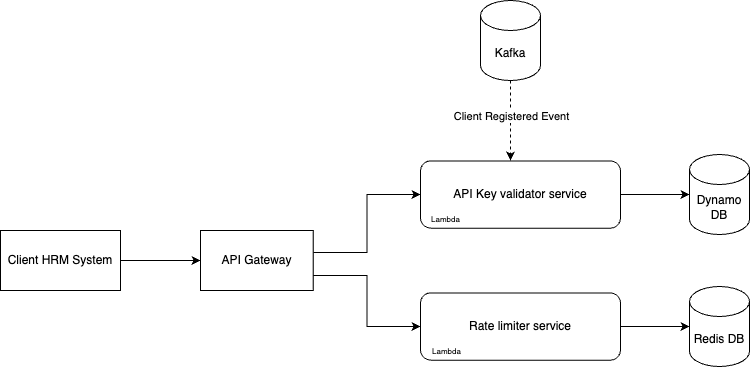 Kafka
Client Registered Event
API Key validator service
Lambda
Dynamo
DB
Client HRM System
API Gateway
Rate limiter service
Lambda
Redis DB